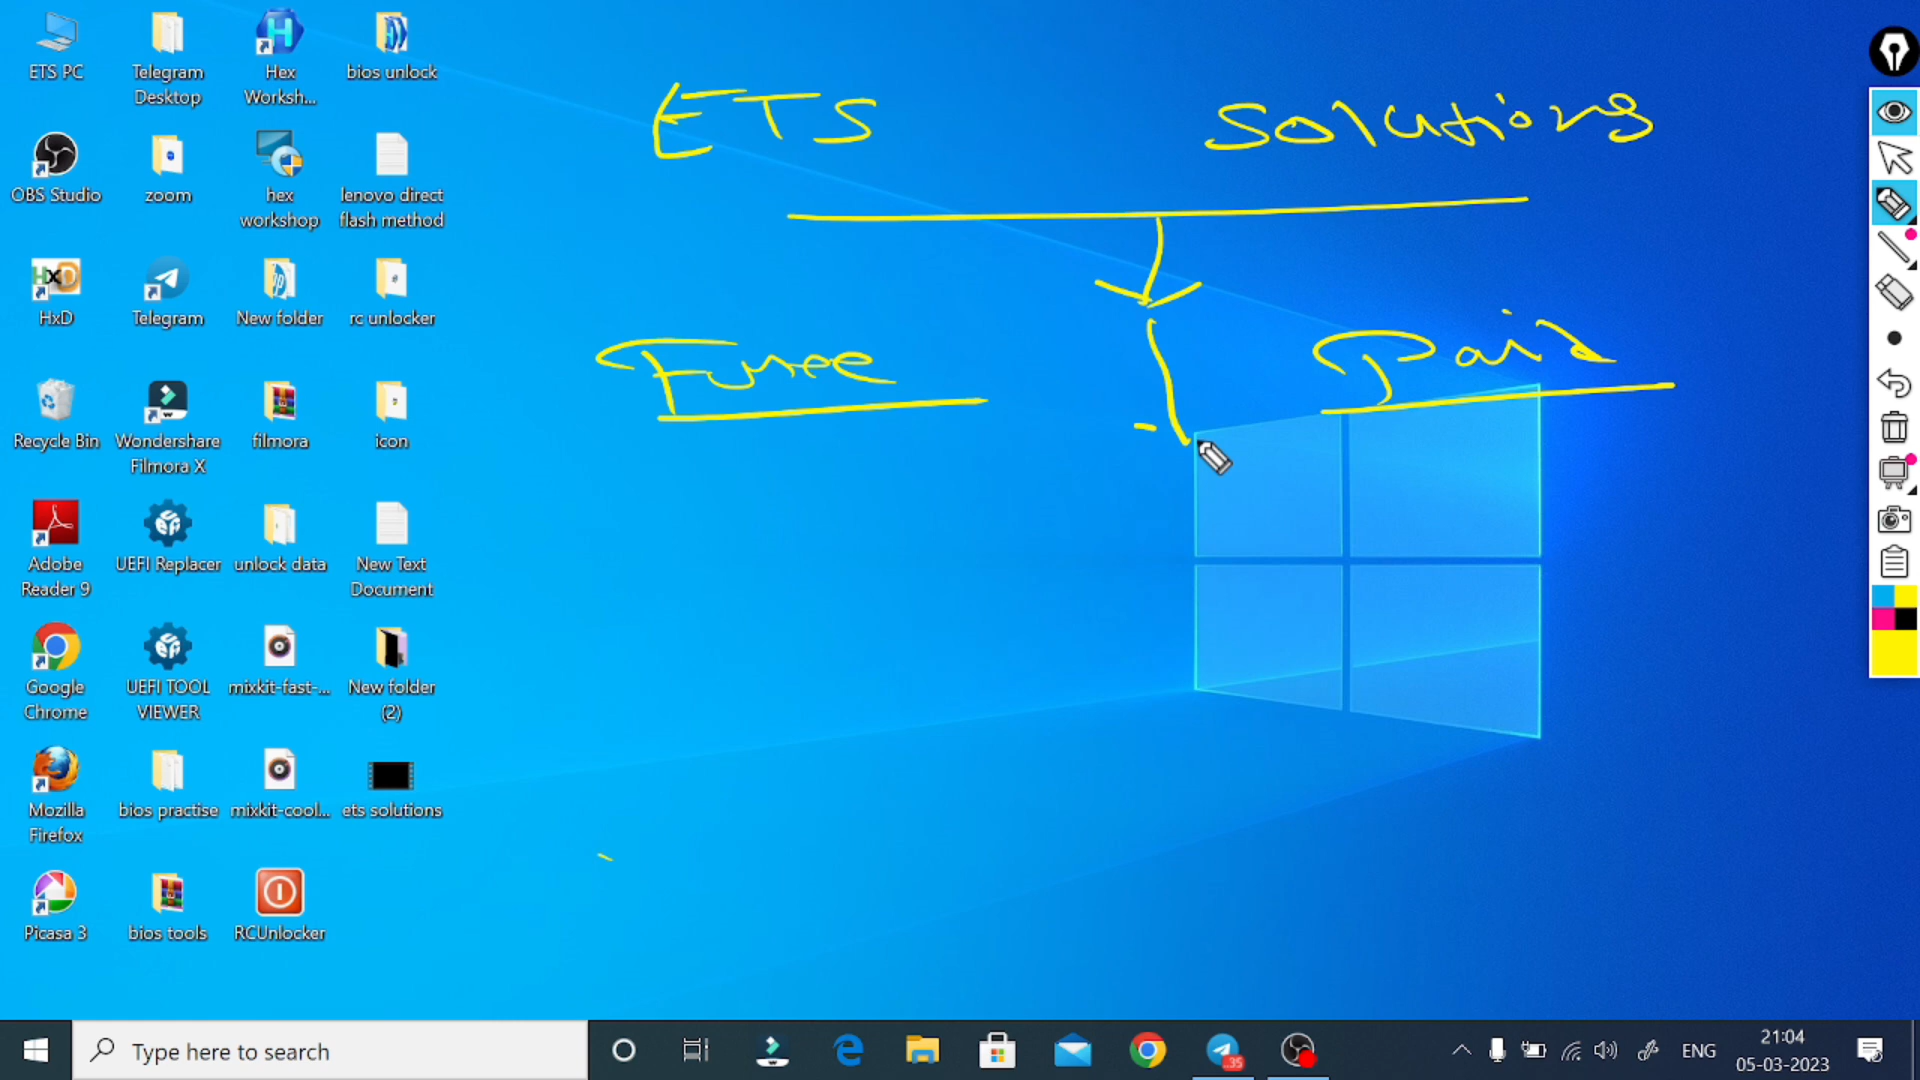 ETS Solutions
Free Paid
ETS PC
Telegram Desktop
Hex Worksh...
bios unlock
OBS Studio
zoom
hex workshop
lenovo direct flash method
HxD
Telegram
New folder
rc unlocker
Recycle Bin
Wondershare Filmora X
filmora
icon
Adobe Reader 9
UEFI Replacer
unlock data
New Text Document
Google Chrome
UEFI TOOL VIEWER
mixkit-fast-...
New folder (2)
Mozilla Firefox
bios practise
mixkit-cool...
ets solutions
Picasa 3
bios tools
RCUnlocker
Type here to search
35
ENG
21:04
05-03-2023